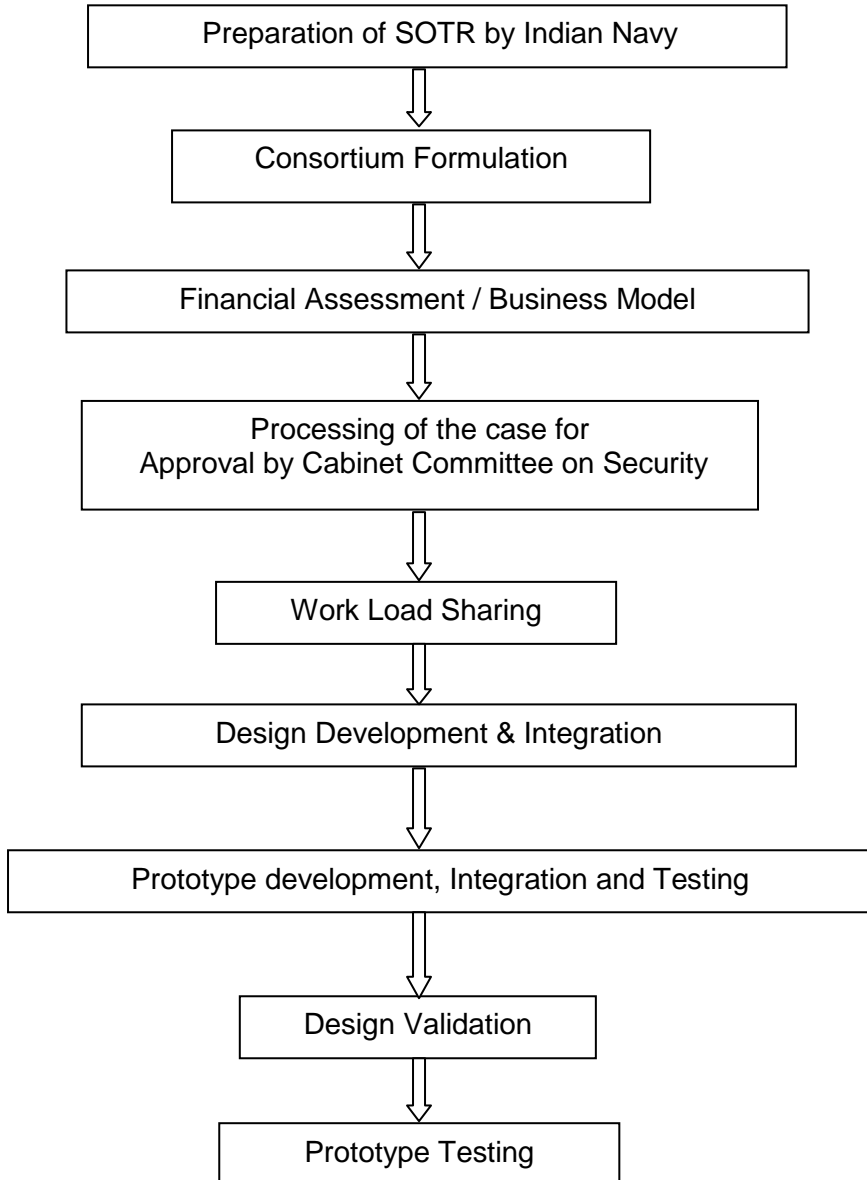 Preparation of SOTR by Indian Navy
Consortium Formulation
Financial Assessment / Business Model
Processing of the case for
Approval by Cabinet Committee on Security
Work Load Sharing
Design Development & Integration
Prototype development, Integration and Testing
Design Validation
Prototype Testing